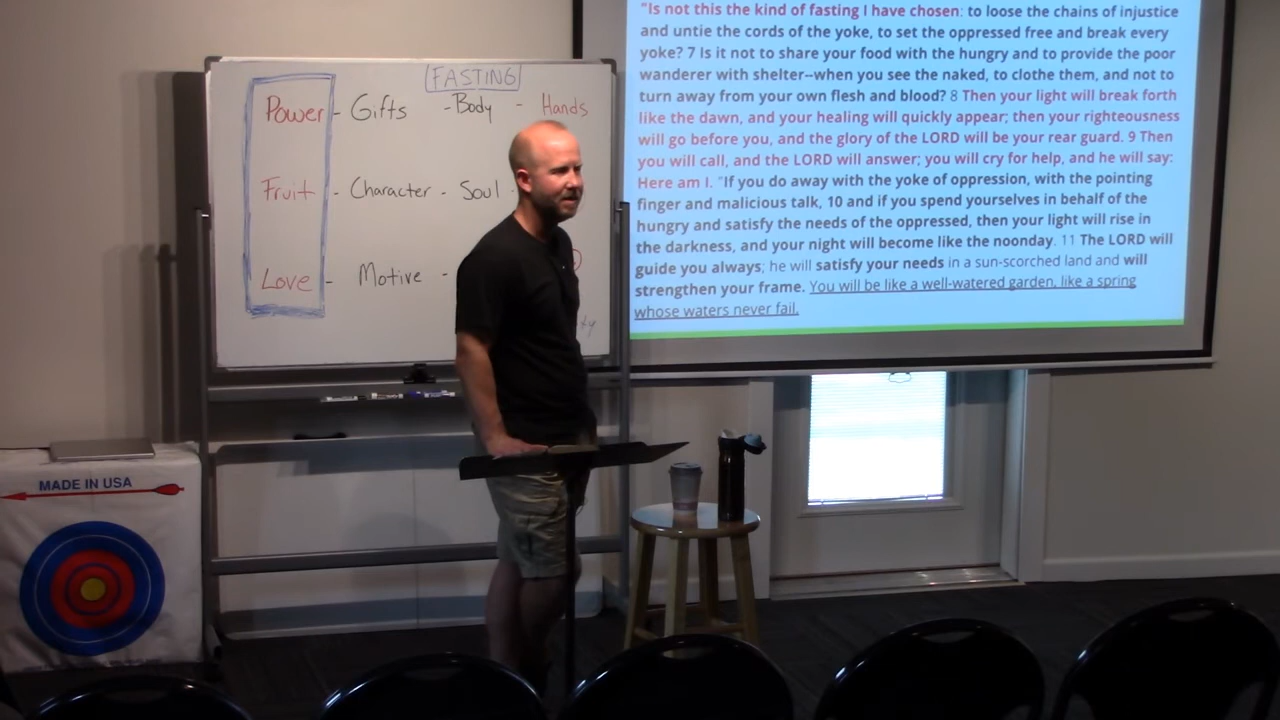 FASTING
Power - Gifts - Body - Hands
Fruit - Character - Soul
Love - Motive -
MADE IN USA
"Is not this the kind of fasting I have chosen: to loose the chains of injustice
and untie the cords of the yoke, to set the oppressed free and break every
yoke? 7 Is it not to share your food with the hungry and to provide the poor
wanderer with shelter--when you see the naked, to clothe them, and not to
turn away from your own flesh and blood? 8 Then your light will break forth
like the dawn, and your healing will quickly appear; then your righteousness
will go before you, and the glory of the LORD will be your rear guard. 9 Then
you will call, and the LORD will answer; you will cry for help, and he will say:
Here am I. "If you do away with the yoke of oppression, with the pointing
finger and malicious talk, 10 and if you spend yourselves in behalf of the
hungry and satisfy the needs of the oppressed, then your light will rise in
the darkness, and your night will become like the noonday. 11 The LORD will
guide you always; he will satisfy your needs in a sun-scorched land and will
strengthen your frame. You will be like a well-watered garden, like a spring
whose waters never fail.